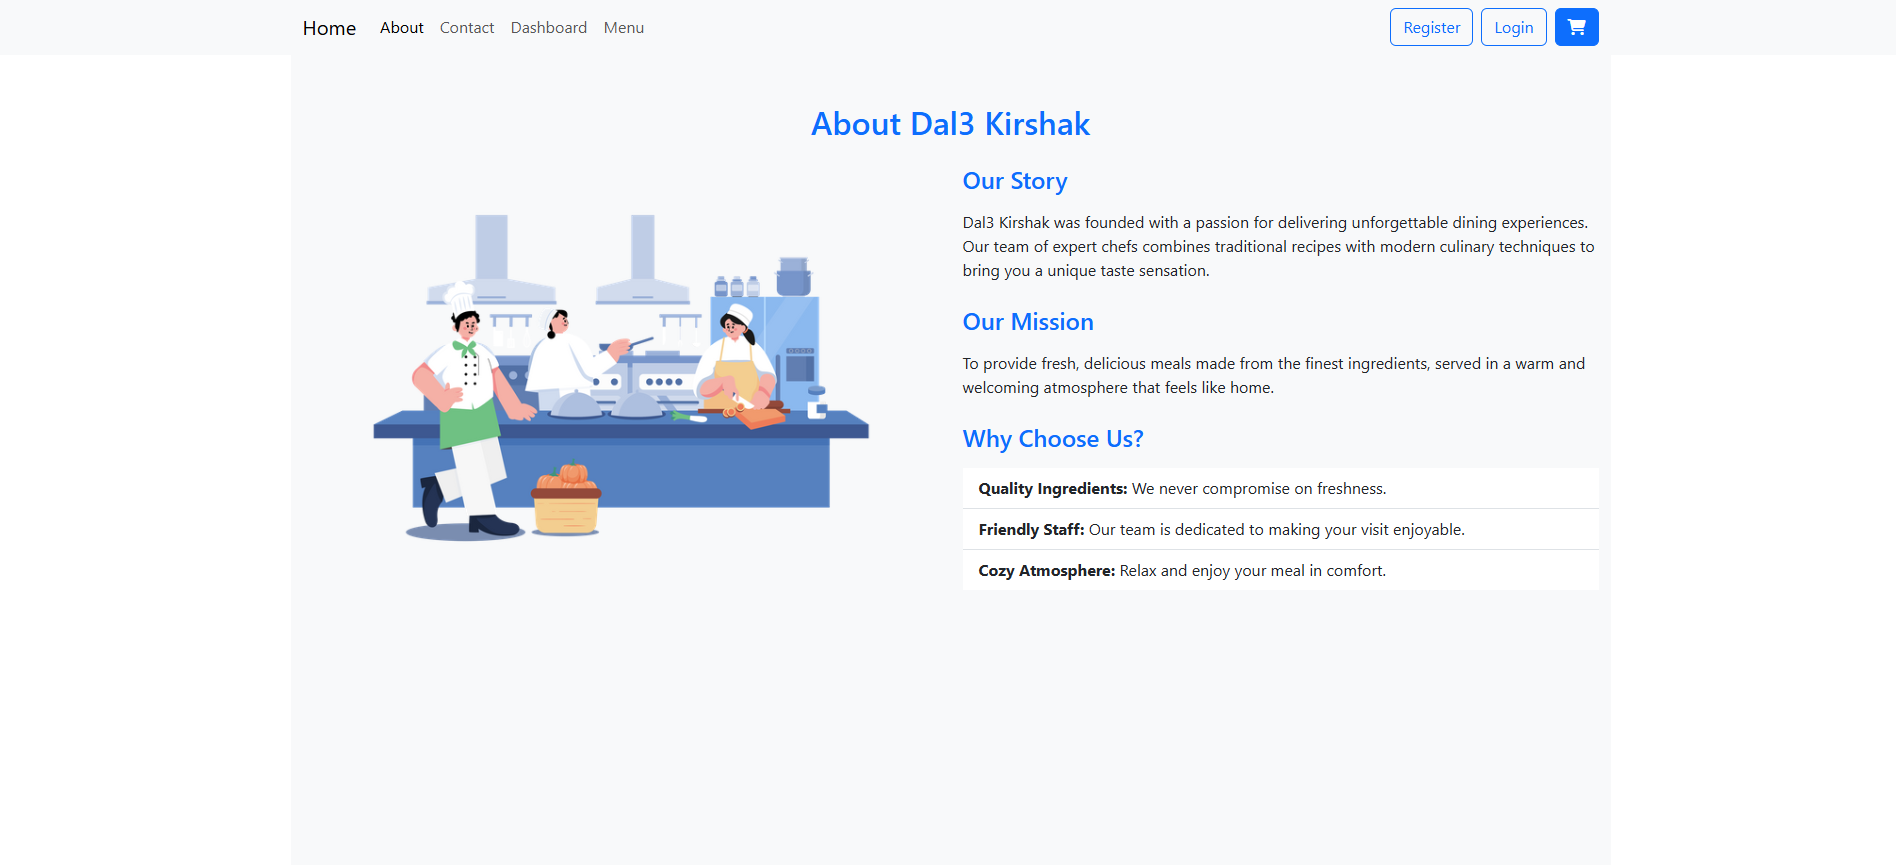 Home About Contact Dashboard Menu Register Login
About Dal3 Kirshak
Our Story
Dal3 Kirshak was founded with a passion for delivering unforgettable dining experiences.
Our team of expert chefs combines traditional recipes with modern culinary techniques to
bring you a unique taste sensation.
Our Mission
To provide fresh, delicious meals made from the finest ingredients, served in a warm and
welcoming atmosphere that feels like home.
Why Choose Us?
Quality Ingredients: We never compromise on freshness.
Friendly Staff: Our team is dedicated to making your visit enjoyable.
Cozy Atmosphere: Relax and enjoy your meal in comfort.